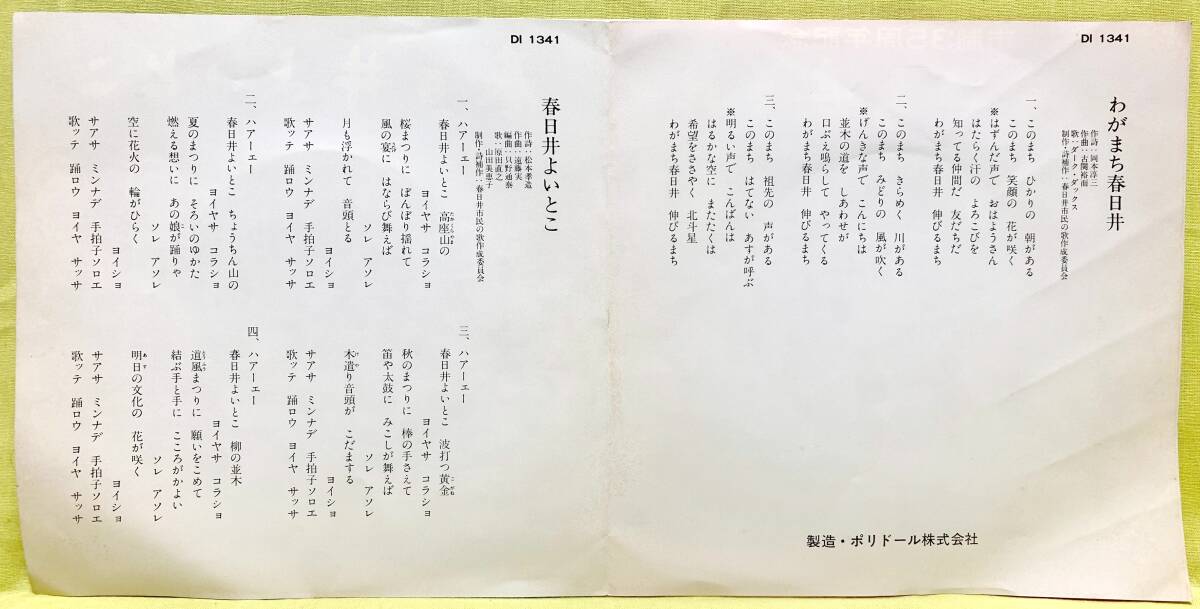 DI 1341
わがまち春日井
作詩：岡本淳三
作曲：古関裕而
歌：ダーク・ダックス
制作・詩補作：春日井市民の歌作成委員会
一、このまち　ひかりの　朝がある
このまち　笑顔の　花が咲く
※はずんだ声で　おはようさん
はたらく汗の　よろこびを
知ってる仲間だ　友だちだ
わがまち春日井　伸びるまち
二、このまち　きらめく　川がある
このまち　みどりの　風が吹く
※げんきな声で　こんにちは
並木の道を　しあわせが
口ぶえ鳴らして　やってくる
わがまち春日井　伸びるまち
三、このまち　祖先の　声がある
このまち　はてない　あすが呼ぶ
※明るい声で　こんばんは
はるかな空に　またたくは
希望をささやく　北斗星
わがまち春日井　伸びるまち
製造・ポリドール株式会社
DI 1341
春日井よいとこ
作詩：松本孝造
作曲：遠藤実
編曲：只野通泰
歌：原田直之
山田美恵子
制作・詩補作：春日井市民の歌作成委員会
一、ハアーエー
春日井よいとこ　高座山の
ヨイヤサ　コラショ
桜まつりに　ぼんぼり揺れて
風の宴に　はならび舞えば
ソレ　アソレ
月も浮かれて　音頭とる
ヨイショ
サアサ　ミンナデ　手拍子ソロエ
歌ッテ　踊ロウ　ヨイヤ　サッサ
二、ハアーエー
春日井よいとこ　ちょうちん山の
ヨイヤサ　コラショ
夏のまつりに　そろいのゆかた
燃える想いに　あの娘が踊りゃ
ソレ　アソレ
空に花火の　輪がひらく
ヨイショ
サアサ　ミンナデ　手拍子ソロエ
歌ッテ　踊ロウ　ヨイヤ　サッサ
三、ハアーエー
春日井よいとこ　波打つ黄金
ヨイヤサ　コラショ
秋のまつりに　棒の手さえて
笛や太鼓に　みこしが舞えば
ソレ　アソレ
木遣り音頭が　こだまする
ヨイショ
サアサ　ミンナデ　手拍子ソロエ
歌ッテ　踊ロウ　ヨイヤ　サッサ
四、ハアーエー
春日井よいとこ　柳の並木
ヨイヤサ　コラショ
道風まつりに　願いをこめて
結ぶ手と手に　こころがかよい
ソレ　アソレ
明日の文化の　花が咲く
ヨイショ
サアサ　ミンナデ　手拍子ソロエ
歌ッテ　踊ロウ　ヨイヤ　サッサ